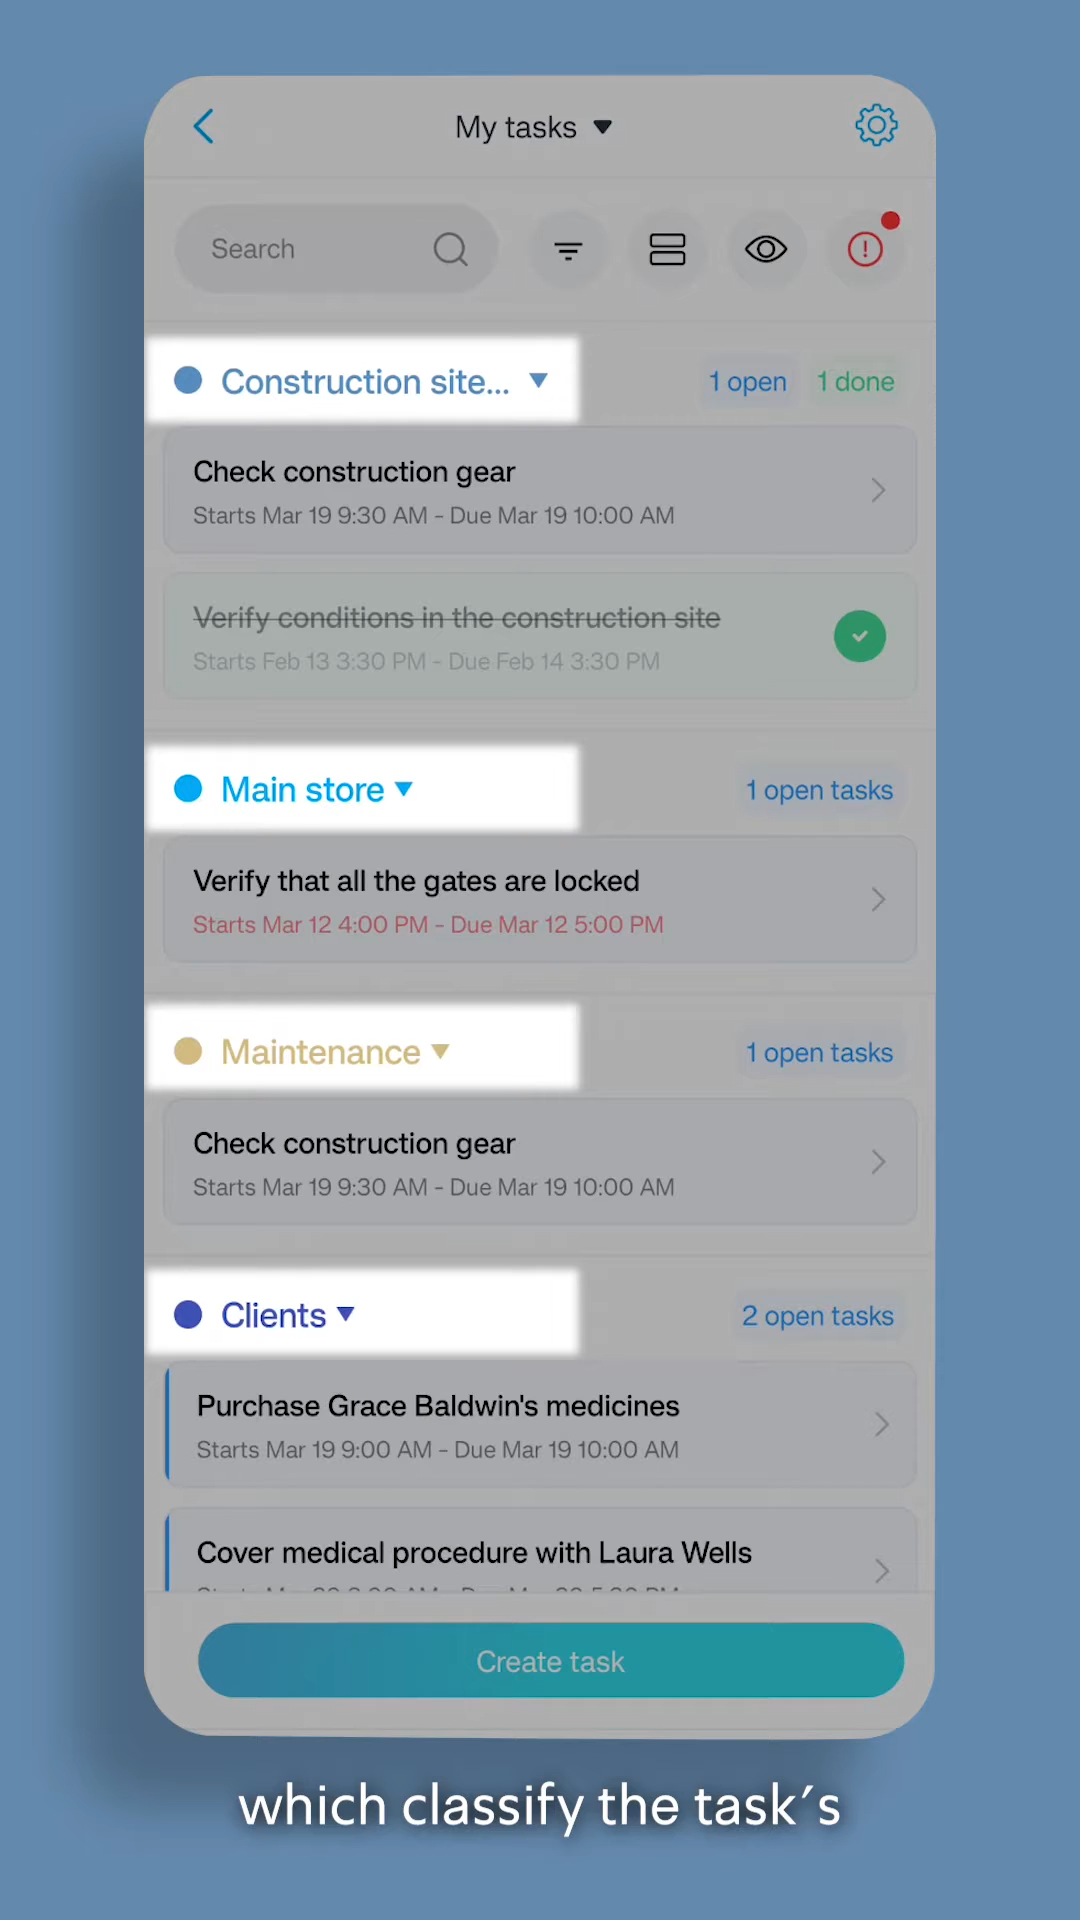 My tasks
Search
Construction site...
1 open
1 done
Check construction gear
Starts Mar 19 9:30 AM - Due Mar 19 10:00 AM
Verify conditions in the construction site
Starts Feb 13 3:30 PM - Due Feb 14 3:30 PM
Main store
1 open tasks
Verify that all the gates are locked
Starts Mar 12 4:00 PM - Due Mar 12 5:00 PM
Maintenance
1 open tasks
Check construction gear
Starts Mar 19 9:30 AM - Due Mar 19 10:00 AM
Clients
2 open tasks
Purchase Grace Baldwin's medicines
Starts Mar 19 9:00 AM - Due Mar 19 10:00 AM
Cover medical procedure with Laura Wells
Create task
which classify the task´s